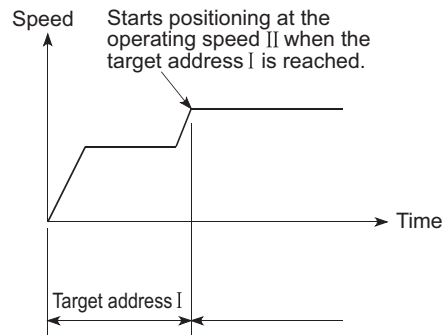 Speed
Starts positioning at the
operating speed II when the
target address I is reached.
Time
Target address I